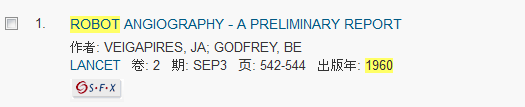 1. ROBOT ANGIOGRAPHY - A PRELIMINARY REPORT
作者: VEIGAPIRES, JA; GODFREY, BE
LANCET 卷: 2 期: SEP3 页: 542-544 出版年: 1960
S·F·X